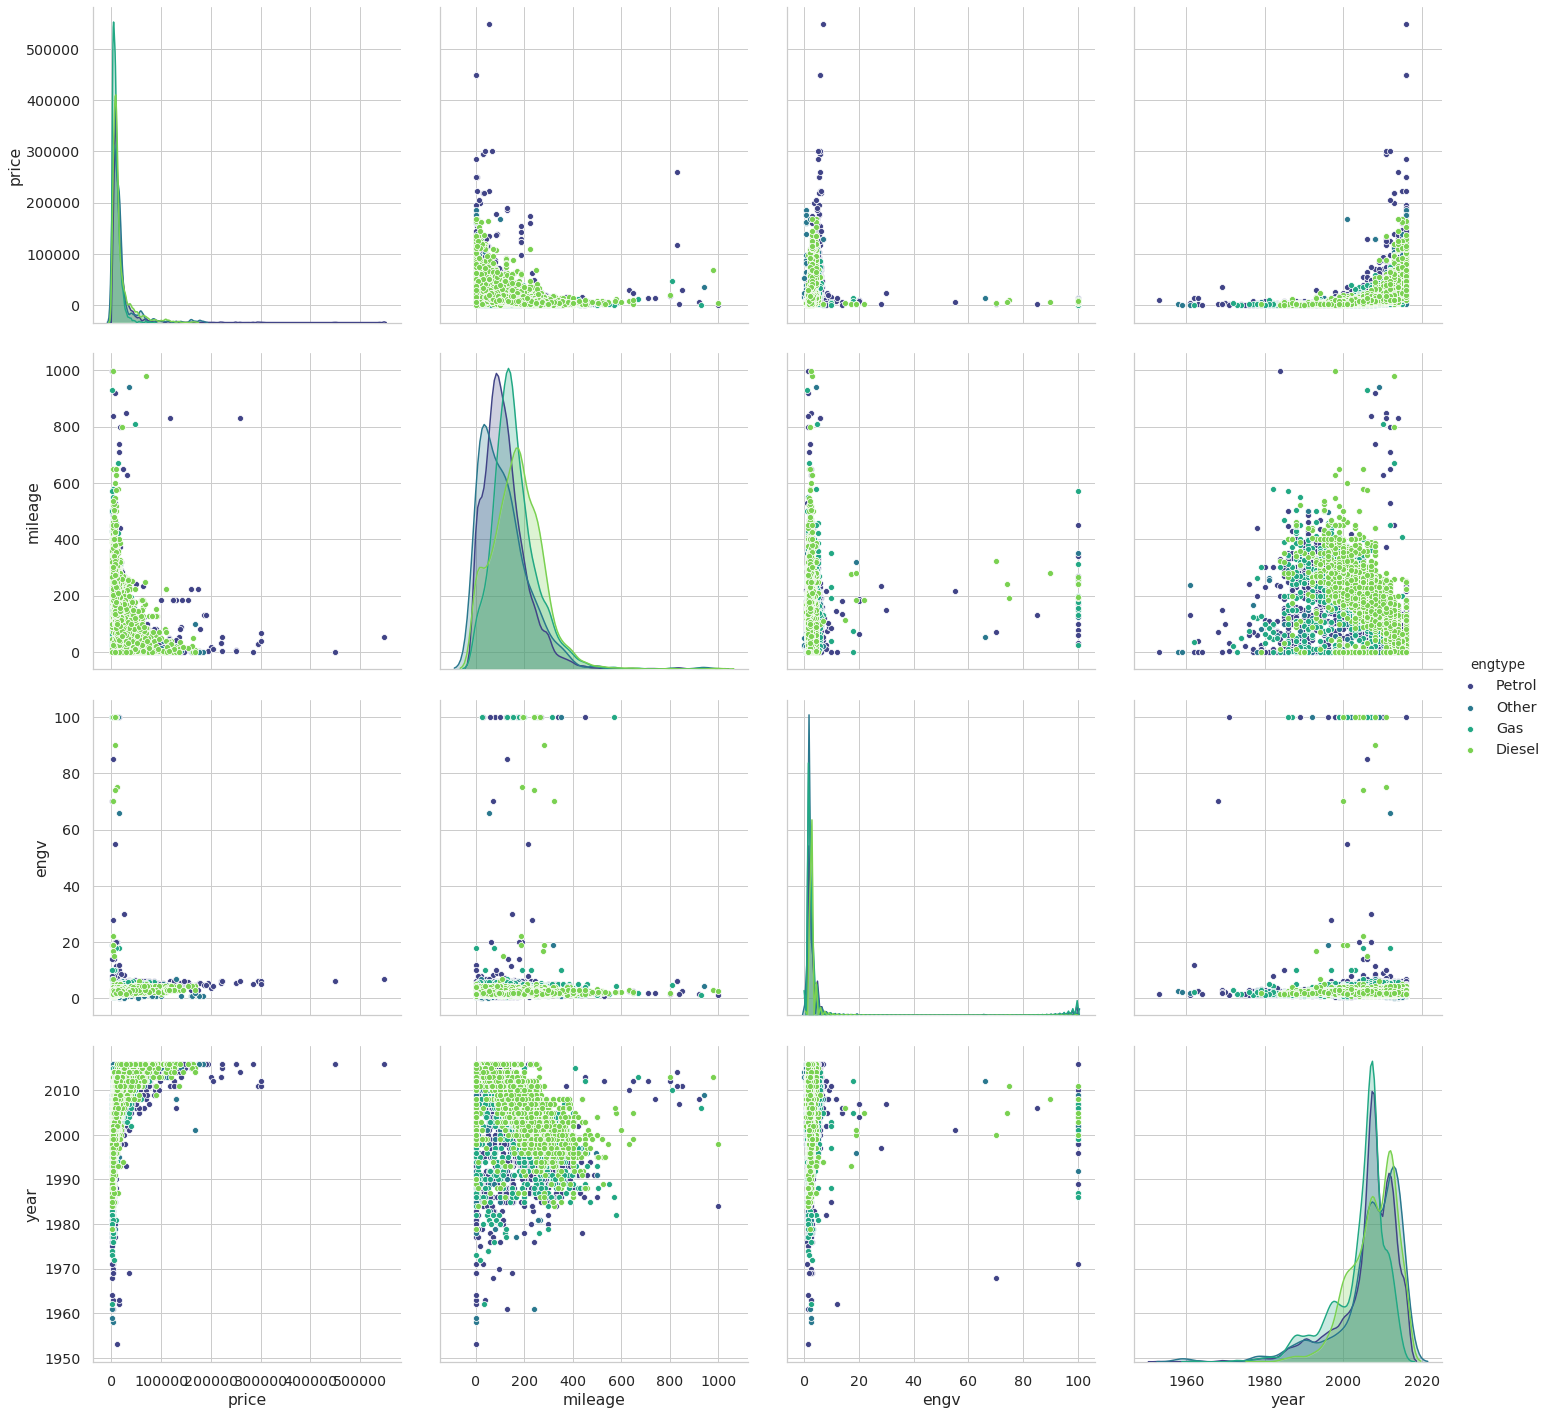 500000
400000
300000
200000
100000
0
price
1000
800
600
400
200
0
mileage
engtype
Petrol
Other
Gas
Diesel
100
80
60
40
20
0
engv
2010
2000
1990
1980
1970
1960
1950
year
0 100000 200000 300000 400000 500000
price
0 200 400 600 800 1000
mileage
0 20 40 60 80 100
engv
1960 1980 2000 2020
year